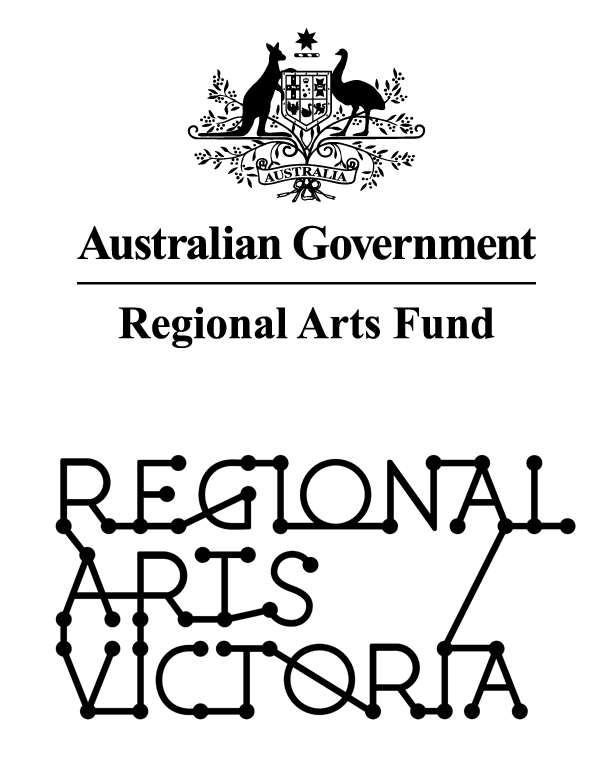 AUSTRALIA
Australian Government
Regional Arts Fund
REGIONAL
ARTS
VICTORIA